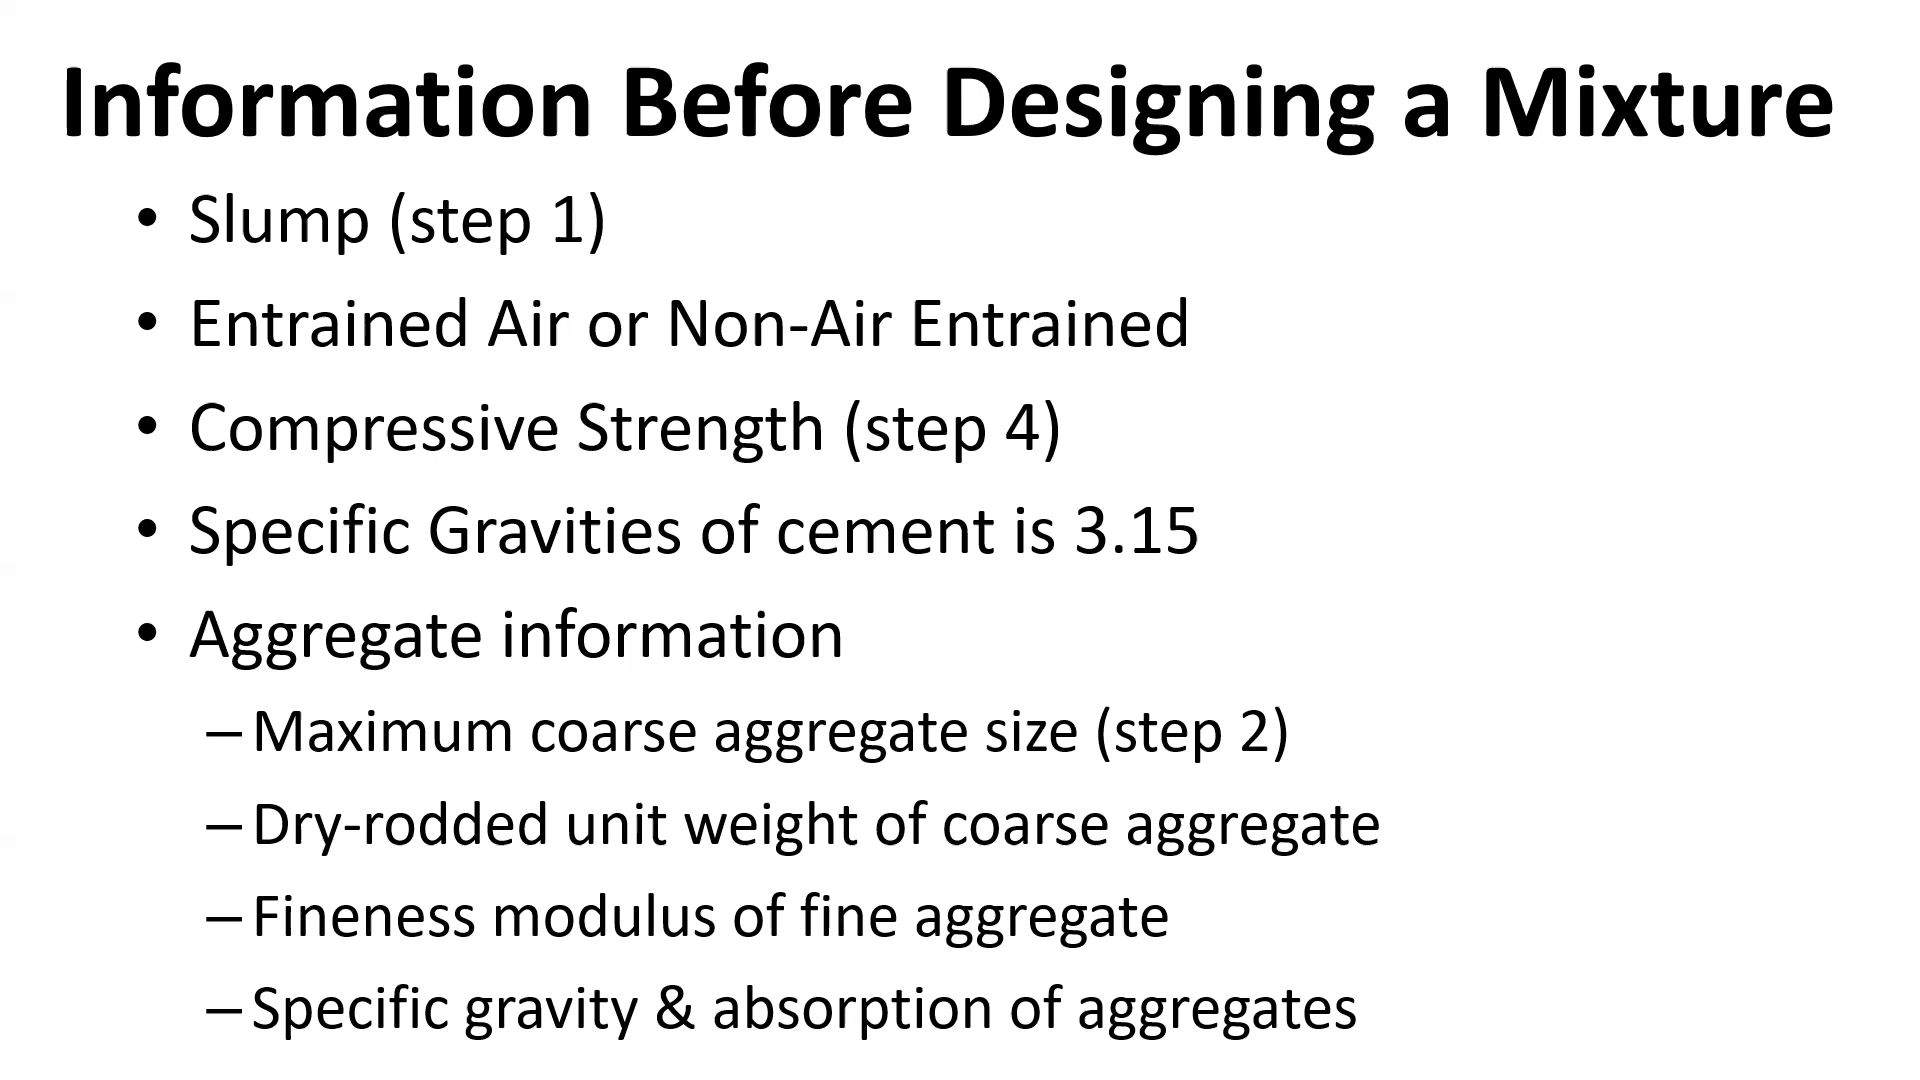 Information Before Designing a Mixture
• Slump (step 1)
• Entrained Air or Non-Air Entrained
• Compressive Strength (step 4)
• Specific Gravities of cement is 3.15
• Aggregate information
– Maximum coarse aggregate size (step 2)
– Dry-rodded unit weight of coarse aggregate
– Fineness modulus of fine aggregate
– Specific gravity & absorption of aggregates